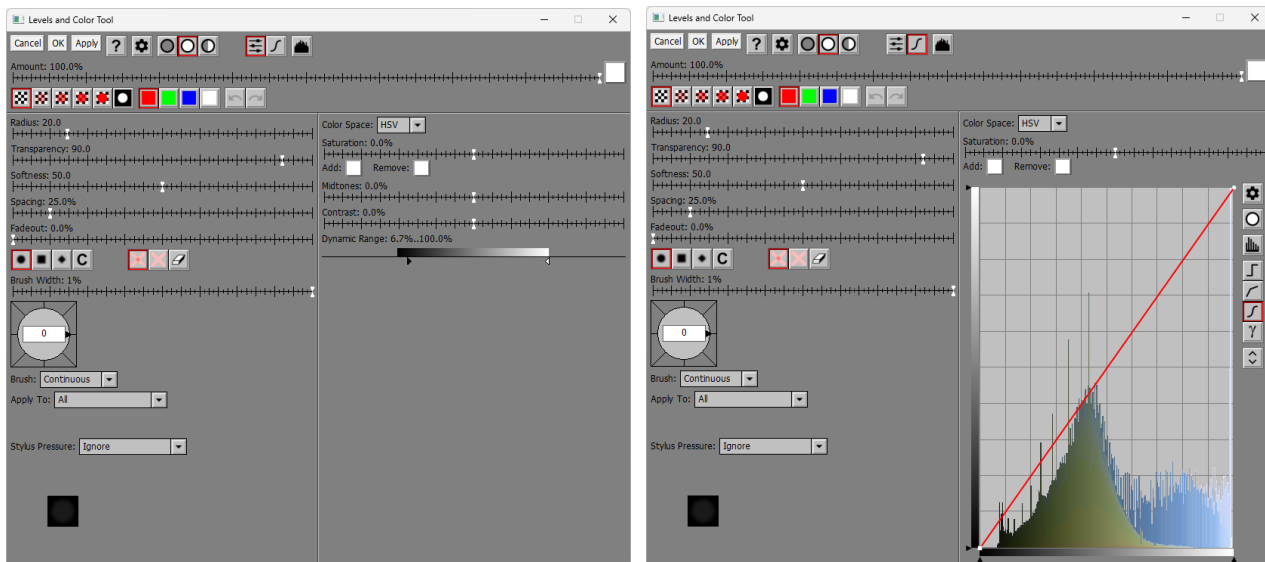 Levels and Color Tool
Cancel OK Apply ?
Amount: 100.0%
Radius: 20.0
Transparency: 90.0
Softness: 50.0
Spacing: 25.0%
Fadeout: 0.0%
C
Brush Width: 1%
0
Brush: Continuous
Apply To: All
Stylus Pressure: Ignore
Color Space: HSV
Saturation: 0.0%
Add: Remove:
Midtones: 0.0%
Contrast: 0.0%
Dynamic Range: 6.7%..100.0%
Levels and Color Tool
Cancel OK Apply ?
Amount: 100.0%
Radius: 20.0
Transparency: 90.0
Softness: 50.0
Spacing: 25.0%
Fadeout: 0.0%
C
Brush Width: 1%
0
Brush: Continuous
Apply To: All
Stylus Pressure: Ignore
Color Space: HSV
Saturation: 0.0%
Add: Remove:
γ